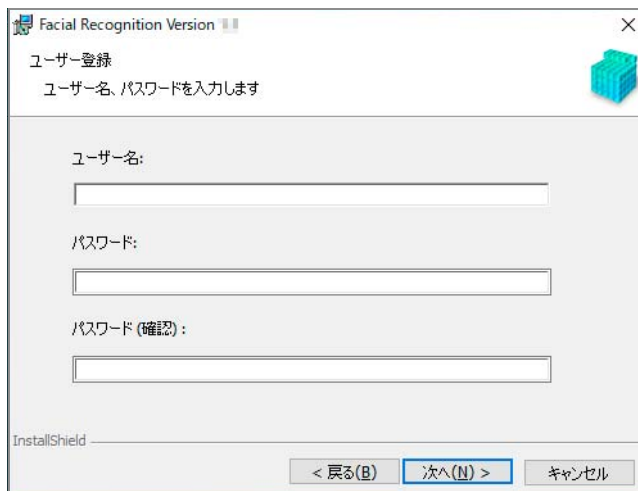 Facial Recognition Version
ユーザー登録
ユーザー名、パスワードを入力します
ユーザー名:
パスワード:
パスワード(確認):
InstallShield
< 戻る(B)
次へ(N) >
キャンセル